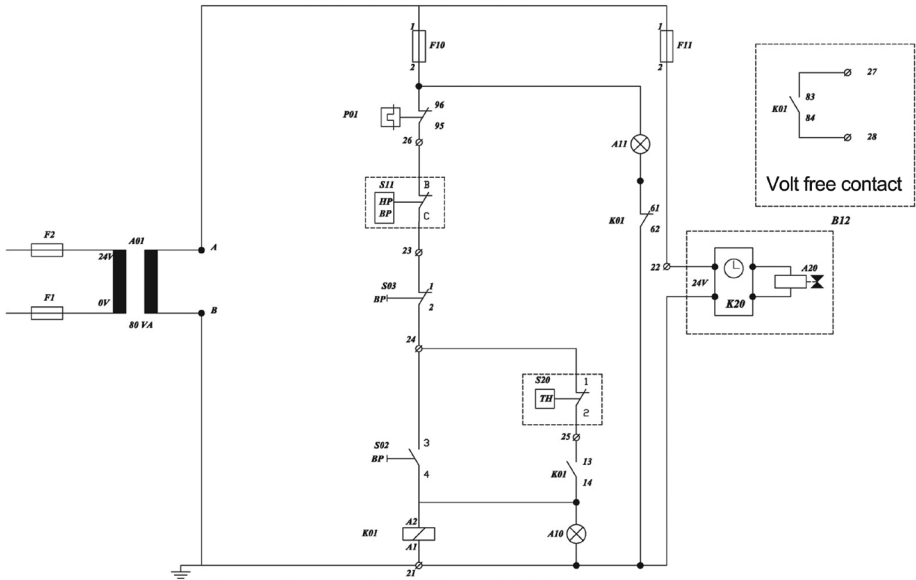 1
F10
2
1
F11
2
27
K01
83
84
28
Volt free contact
P01
96
95
26
A11
S11
B
HP
BP
C
K01
61
62
B12
F2
A01
24V
A
23
22
24V
K20
A20
S03
BP
1
2
F1
0V
80 VA
B
24
S20
TH
1
2
25
S02
BP
3
4
K01
13
14
K01
A2
A1
A10
21